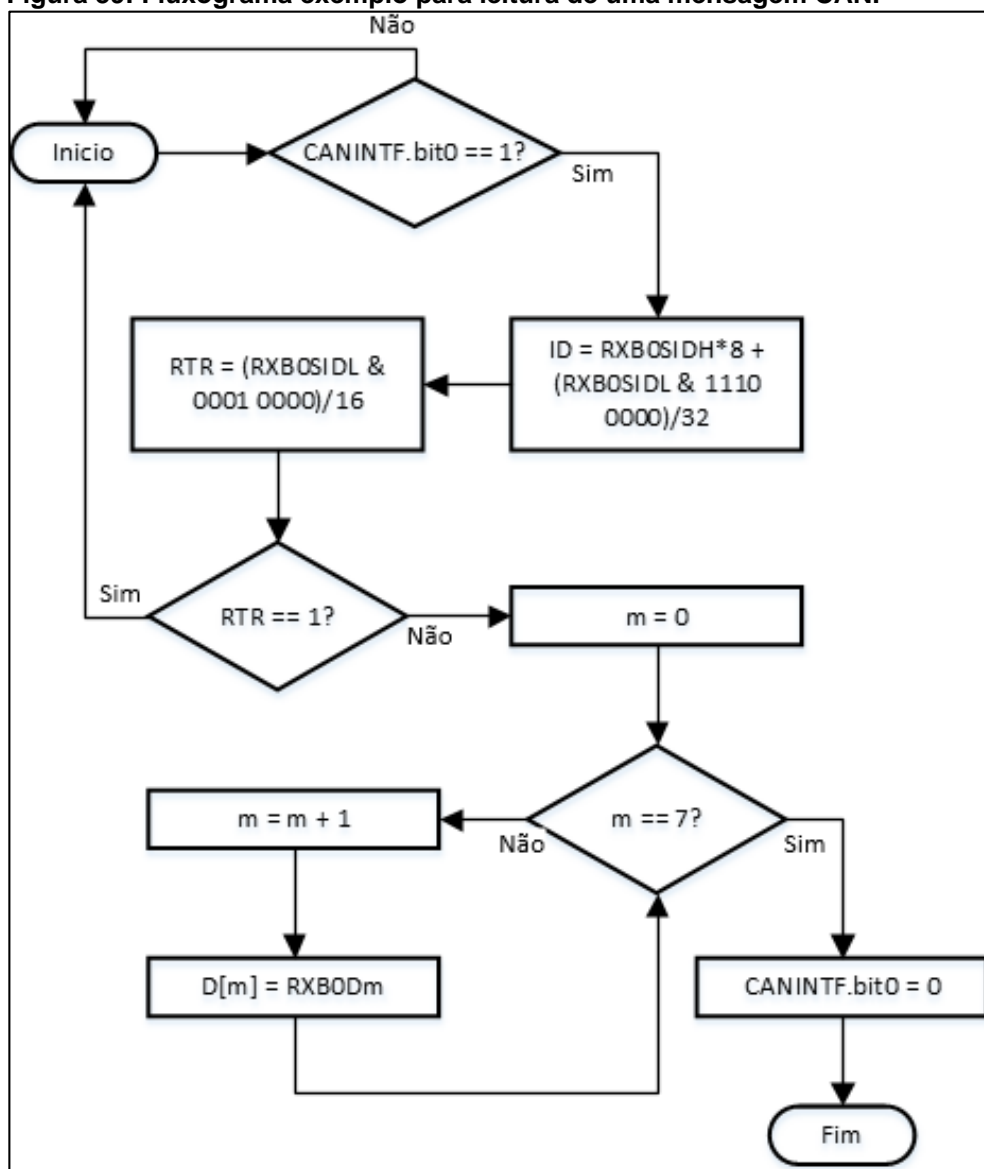 Figura 35: Fluxograma exemplo para leitura de uma mensagem CAN.
Não
Inicio
CANINTF.bit0 == 1?
Sim
RTR = (RXB0SIDL &
0001 0000)/16
ID = RXB0SIDH*8 +
(RXB0SIDL & 1110
0000)/32
Sim
RTR == 1?
Não
m = 0
m = m + 1
Não
m == 7?
Sim
D[m] = RXB0Dm
CANINTF.bit0 = 0
Fim